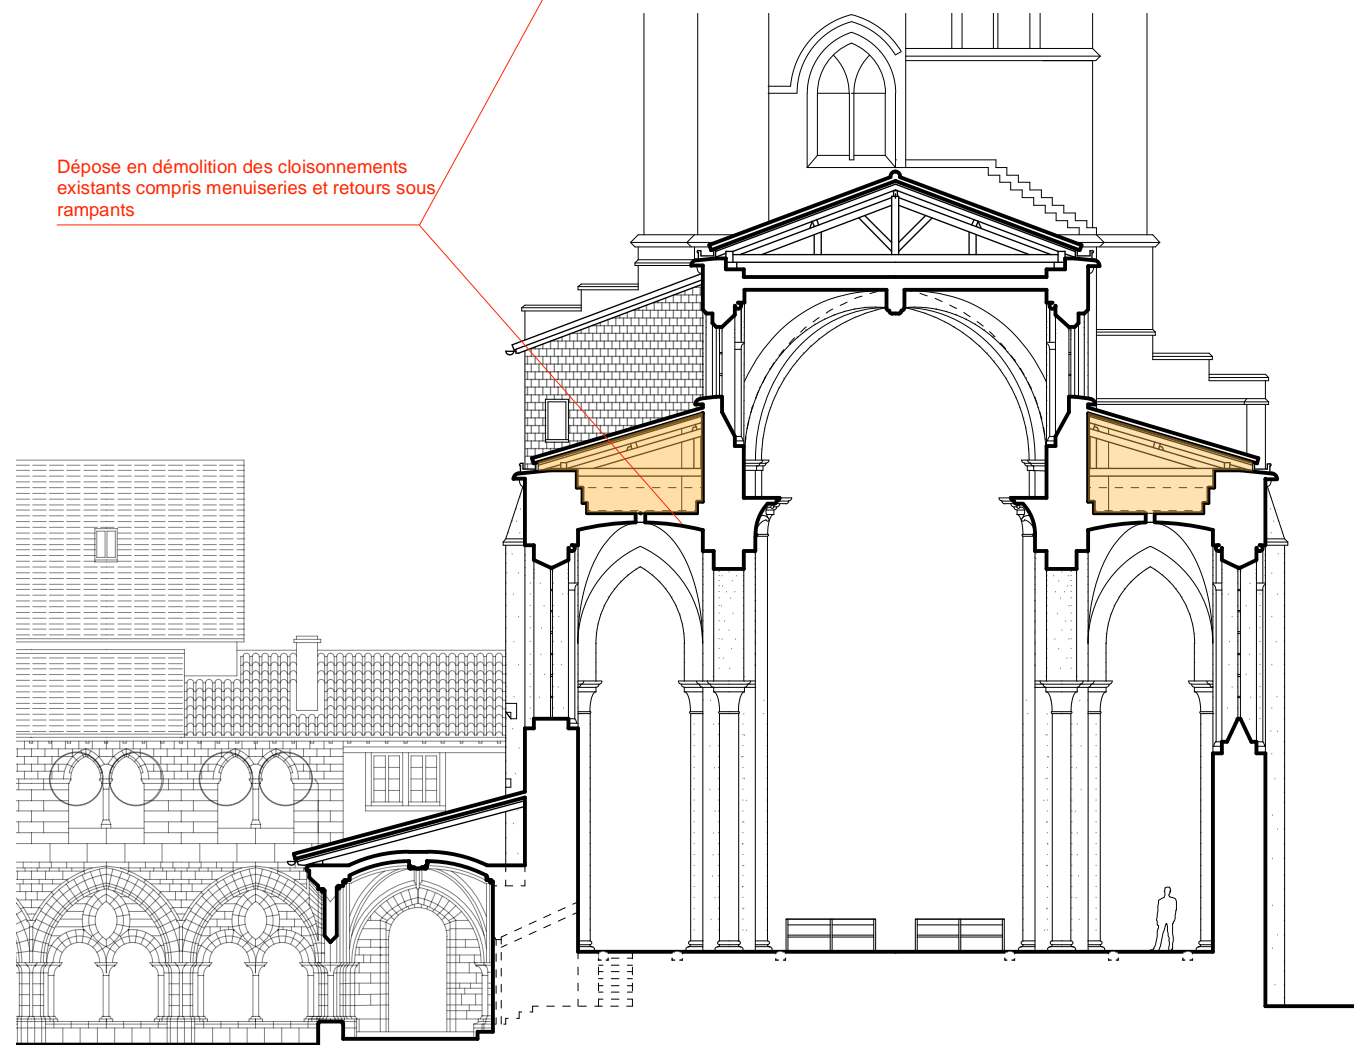 Dépose en démolition des cloisonnements
existants compris menuiseries et retours sous
rampants